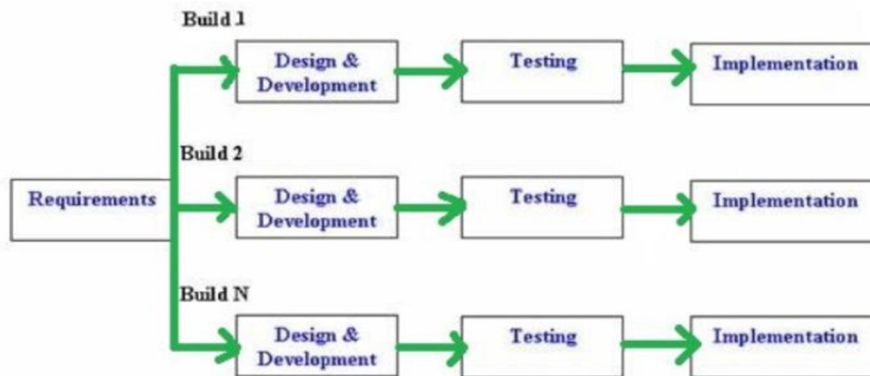 Build 1
Design &
Development
Testing
Implementation
Build 2
Requirements
Design &
Development
Testing
Implementation
Build N
Design &
Development
Testing
Implementation